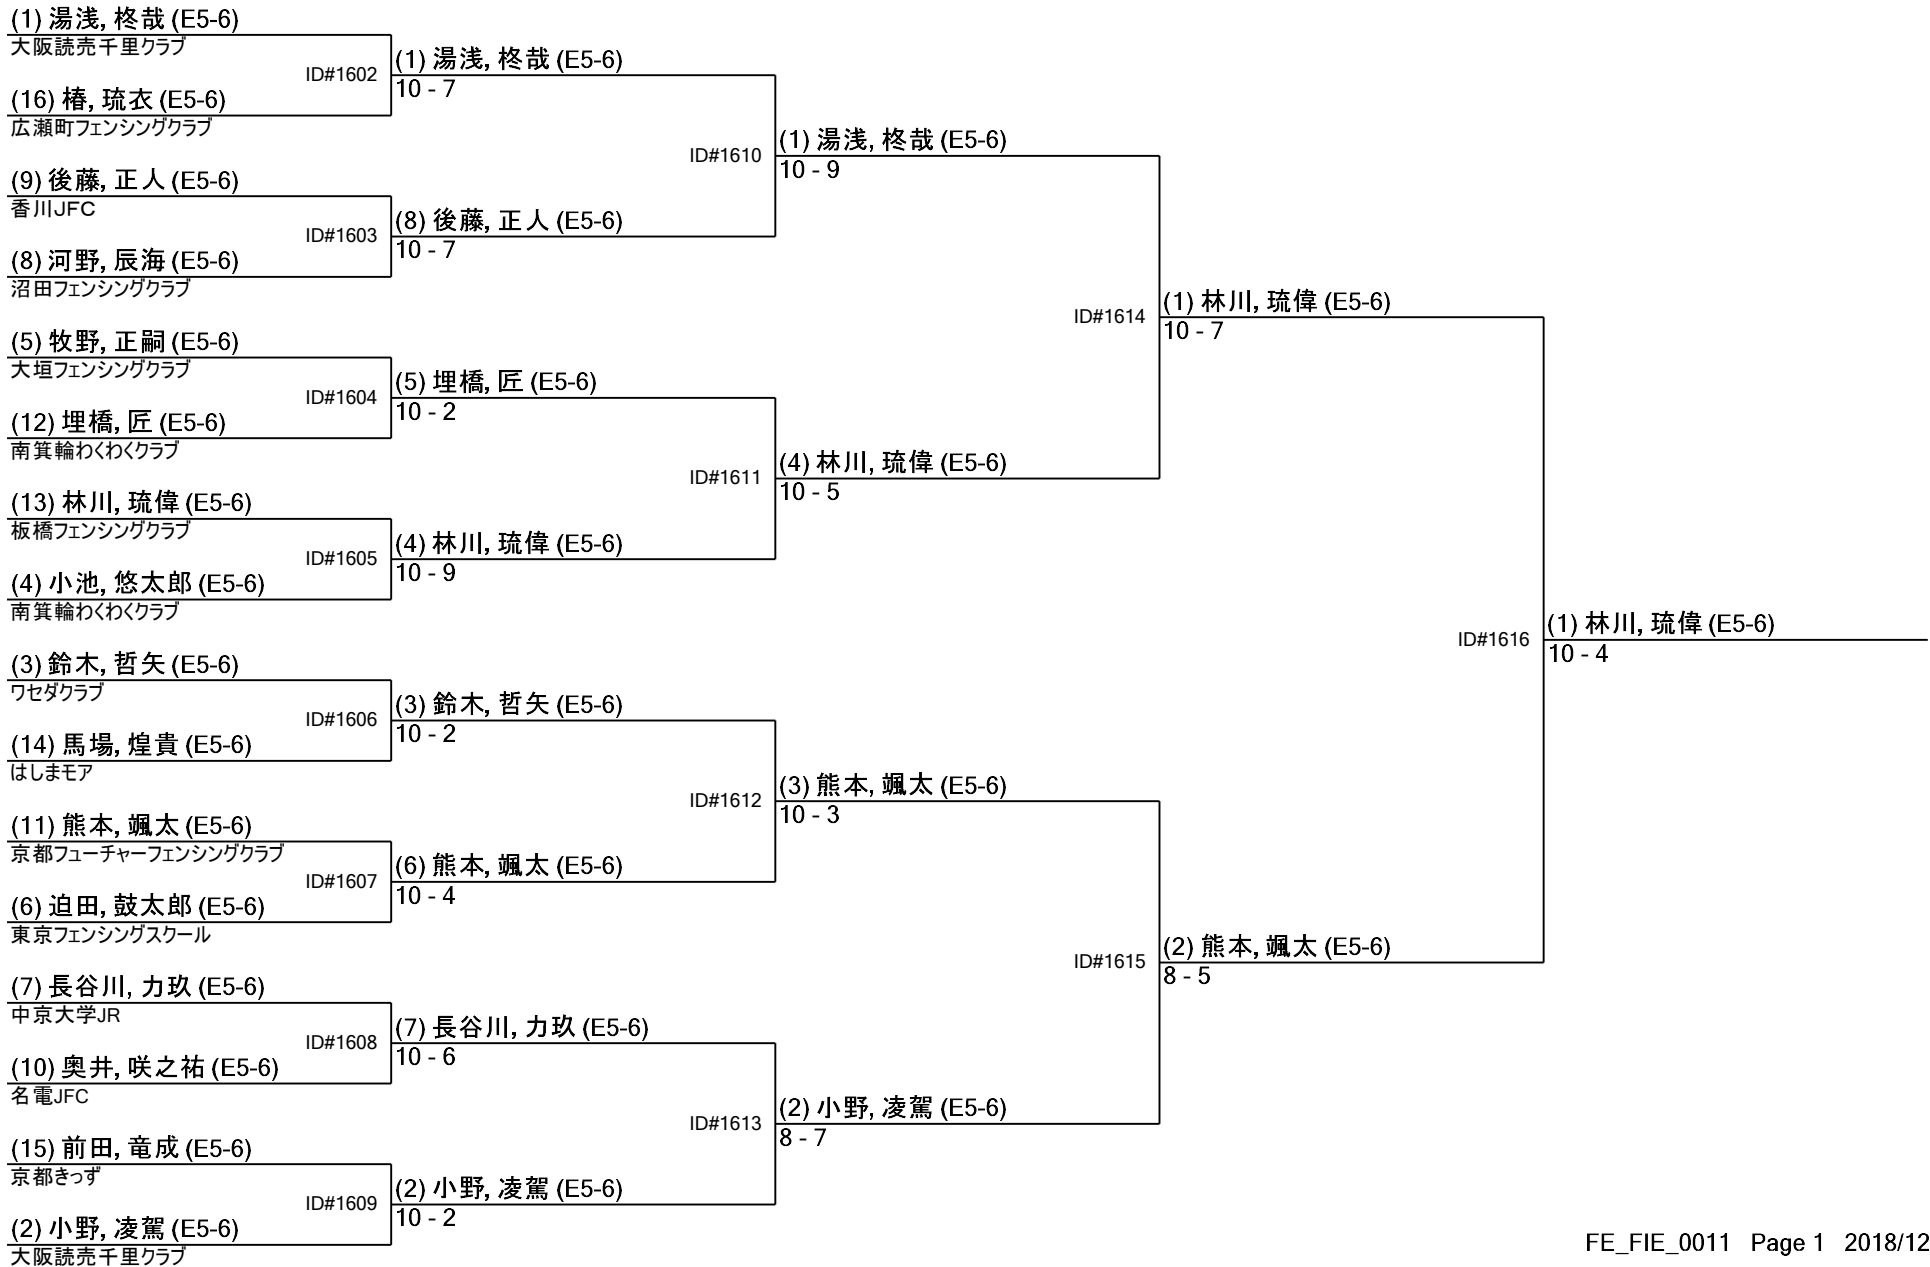 (1) 湯浅, 柊哉 (E5-6)
大阪読売千里クラブ
ID#1602
(16) 椿, 琉衣 (E5-6)
広瀬町フェンシングクラブ
(9) 後藤, 正人 (E5-6)
香川JFC
ID#1603
(8) 河野, 辰海 (E5-6)
沼田フェンシングクラブ
(5) 牧野, 正嗣 (E5-6)
大垣フェンシングクラブ
ID#1604
(12) 埋橋, 匠 (E5-6)
南箕輪わくわくクラブ
(13) 林川, 琉偉 (E5-6)
板橋フェンシングクラブ
ID#1605
(4) 小池, 悠太郎 (E5-6)
南箕輪わくわくクラブ
(3) 鈴木, 哲矢 (E5-6)
ワセダクラブ
ID#1606
(14) 馬場, 煌貴 (E5-6)
はしまモア
(11) 熊本, 颯太 (E5-6)
京都フューチャーフェンシングクラブ
ID#1607
(6) 迫田, 鼓太郎 (E5-6)
東京フェンシングスクール
(7) 長谷川, 力玖 (E5-6)
中京大学JR
ID#1608
(10) 奥井, 咲之祐 (E5-6)
名電JFC
(15) 前田, 竜成 (E5-6)
京都きっず
ID#1609
(2) 小野, 凌駕 (E5-6)
大阪読売千里クラブ
(1) 湯浅, 柊哉 (E5-6)
10 - 7
ID#1610
(8) 後藤, 正人 (E5-6)
10 - 7
(5) 埋橋, 匠 (E5-6)
10 - 2
ID#1611
(4) 林川, 琉偉 (E5-6)
10 - 9
(3) 鈴木, 哲矢 (E5-6)
10 - 2
ID#1612
(6) 熊本, 颯太 (E5-6)
10 - 4
(7) 長谷川, 力玖 (E5-6)
10 - 6
ID#1613
(2) 小野, 凌駕 (E5-6)
10 - 2
(1) 湯浅, 柊哉 (E5-6)
10 - 9
ID#1614
(4) 林川, 琉偉 (E5-6)
10 - 5
(3) 熊本, 颯太 (E5-6)
10 - 3
ID#1615
(2) 小野, 凌駕 (E5-6)
8 - 7
(1) 林川, 琉偉 (E5-6)
10 - 7
ID#1616
(2) 熊本, 颯太 (E5-6)
8 - 5
(1) 林川, 琉偉 (E5-6)
10 - 4
FE_FIE_0011 Page 1 2018/12